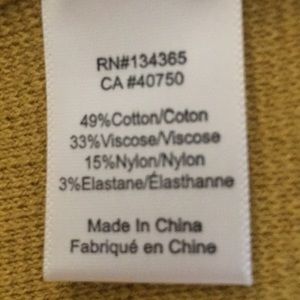 RN#134365
CA #40750
49%Cotton/Coton
33%Viscose/Viscose
15%Nylon/Nylon
3%Elastane/Élasthanne
Made In China
Fabriqué en Chine